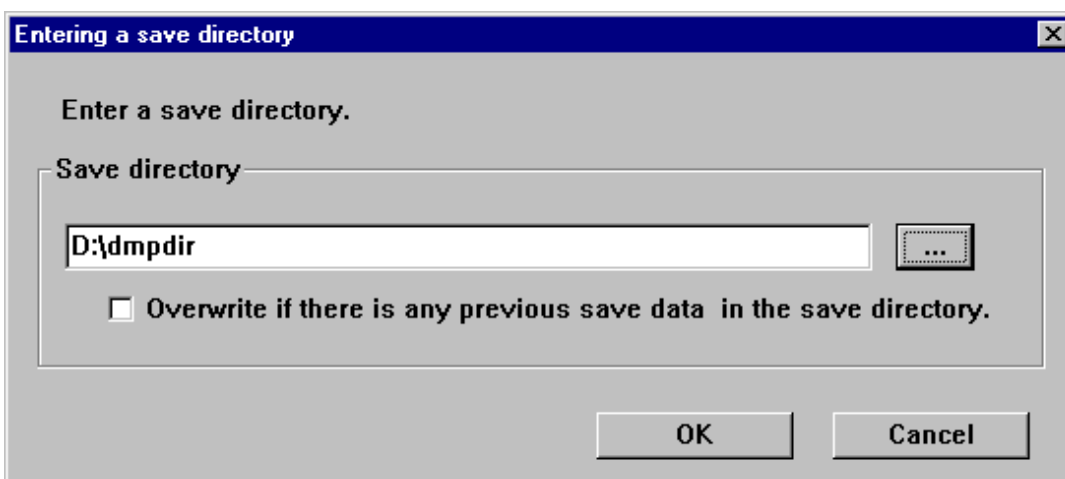 Entering a save directory
Enter a save directory.
Save directory
D:\dmpdir
...
Overwrite if there is any previous save data  in the save directory.
OK
Cancel